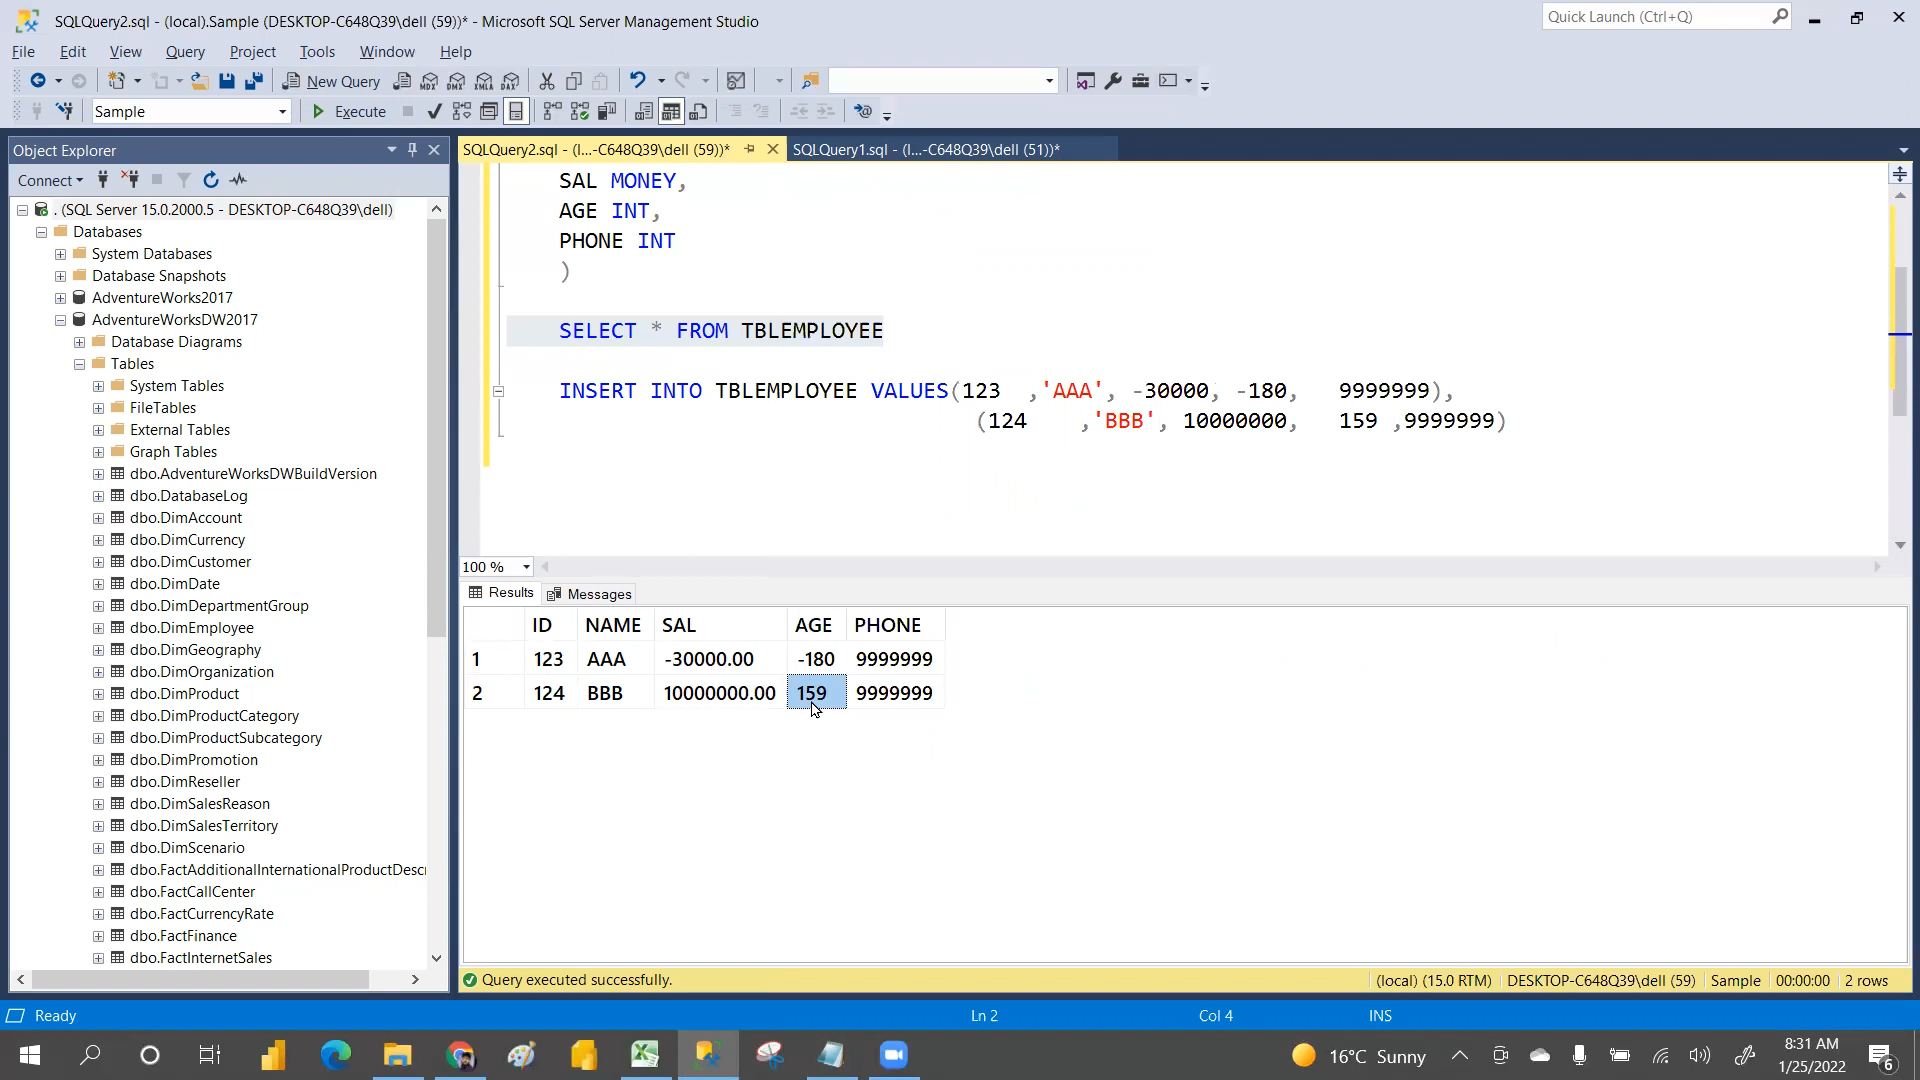 SQLQuery2.sql - (local).Sample (DESKTOP-C648Q39\dell (59))* - Microsoft SQL Server Management Studio
Quick Launch (Ctrl+Q)
File Edit View Query Project Tools Window Help
New Query
MDX DMX XMLA DAX
Sample
Execute
Object Explorer
SQLQuery2.sql - (l...-C648Q39\dell (59))*
SQLQuery1.sql - (l...-C648Q39\dell (51))*
Connect
. (SQL Server 15.0.2000.5 - DESKTOP-C648Q39\dell)
Databases
System Databases
Database Snapshots
AdventureWorks2017
AdventureWorksDW2017
Database Diagrams
Tables
System Tables
FileTables
External Tables
Graph Tables
dbo.AdventureWorksDWBuildVersion
dbo.DatabaseLog
dbo.DimAccount
dbo.DimCurrency
dbo.DimCustomer
dbo.DimDate
dbo.DimDepartmentGroup
dbo.DimEmployee
dbo.DimGeography
dbo.DimOrganization
dbo.DimProduct
dbo.DimProductCategory
dbo.DimProductSubcategory
dbo.DimPromotion
dbo.DimReseller
dbo.DimSalesReason
dbo.DimSalesTerritory
dbo.DimScenario
dbo.FactAdditionalInternationalProductDescr
dbo.FactCallCenter
dbo.FactCurrencyRate
dbo.FactFinance
dbo.FactInternetSales
SAL MONEY,
AGE INT,
PHONE INT
)
SELECT * FROM TBLEMPLOYEE
INSERT INTO TBLEMPLOYEE VALUES(123 ,'AAA', -30000, -180, 9999999),
(124 ,'BBB', 10000000, 159 ,9999999)
100 %
Results Messages
ID NAME SAL AGE PHONE
1 123 AAA -30000.00 -180 9999999
2 124 BBB 10000000.00 159 9999999
Query executed successfully.
(local) (15.0 RTM) DESKTOP-C648Q39\dell (59) Sample 00:00:00 2 rows
Ready
Ln 2
Col 4
INS
16°C Sunny
8:31 AM
1/25/2022
6